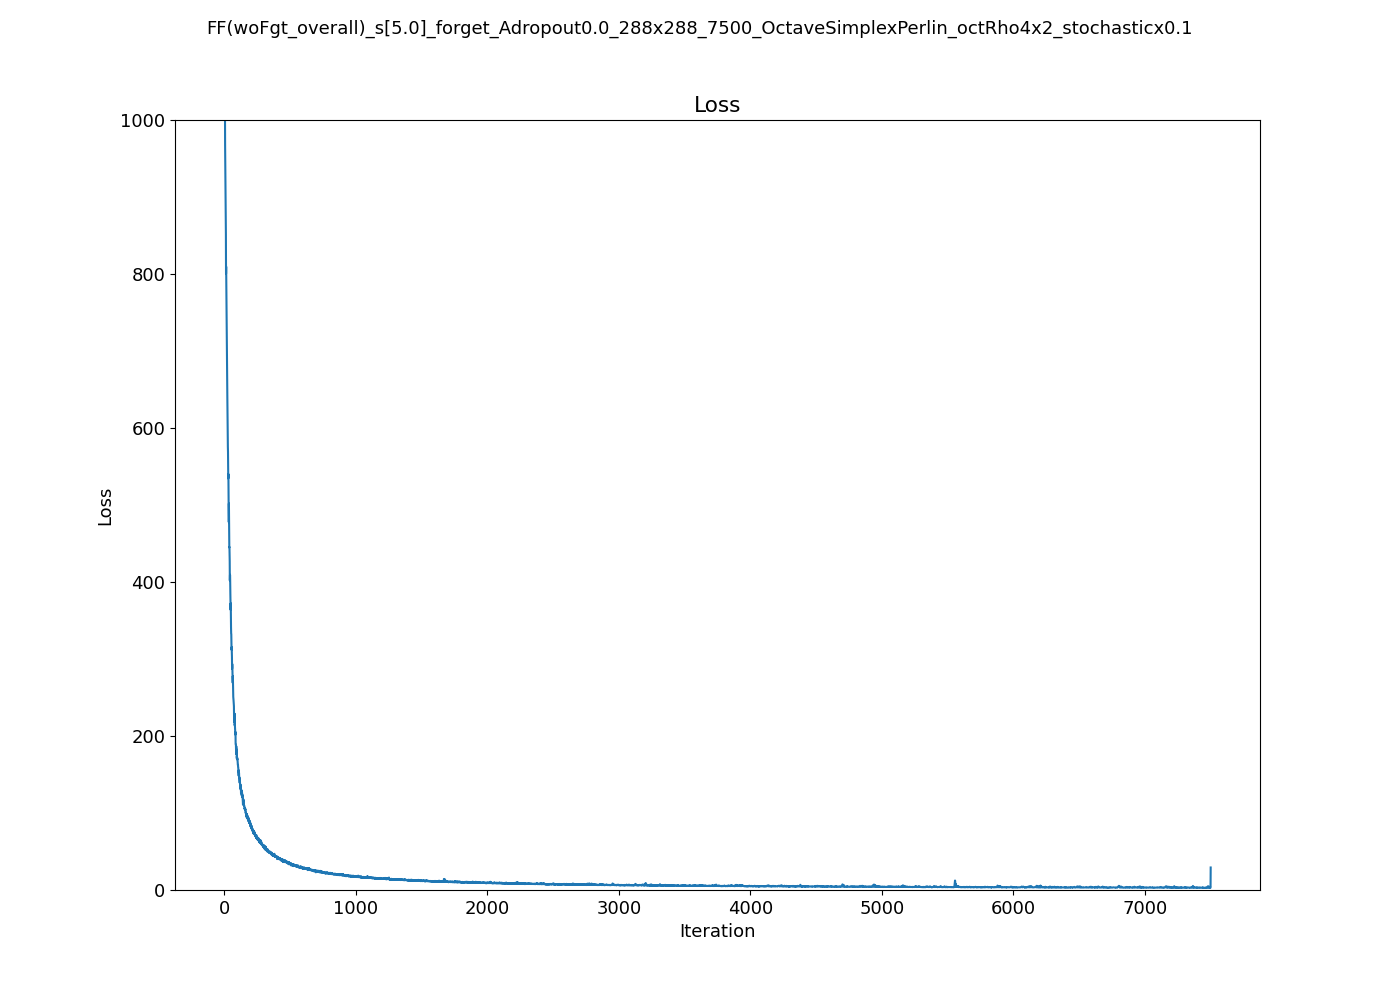 FF(woFgt_overall)_s[5.0]_forget_Adropout0.0_288x288_7500_OctaveSimplexPerlin_octRho4x2_stochasticx0.1
Loss
1000
800
600
400
200
0
Loss
0 1000 2000 3000 4000 5000 6000 7000
Iteration